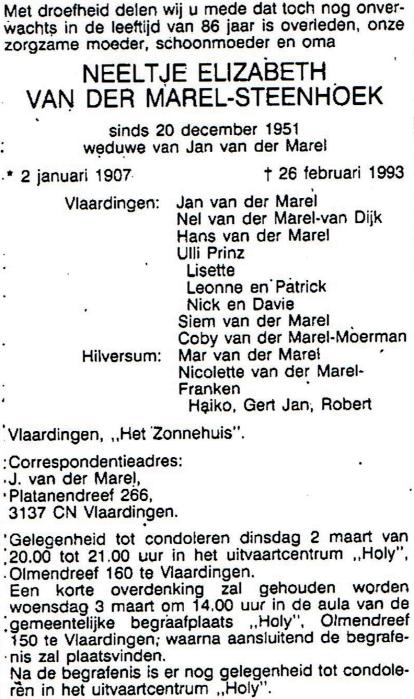 Met droefheid delen wij u mede dat toch nog onver-
wachts in de leeftijd van 86 jaar is overleden, onze
zorgzame moeder, schoonmoeder en oma
NEELTJE ELIZABETH
VAN DER MAREL-STEENHOEK
sinds 20 december 1951
weduwe van Jan van der Marel
* 2 januari 1907 † 26 februari 1993
Vlaardingen: Jan van der Marel
Nel van der Marel-van Dijk
Hans van der Marel
Ulli Prinz
Lisette
Leonne en Patrick
Nick en Davie
Siem van der Marel
Coby van der Marel-Moerman
Hilversum: Mar van der Marel
Nicolette van der Marel-
Franken
Haiko, Gert Jan, Robert
Vlaardingen, „Het Zonnehuis”.
Correspondentieadres:
J. van der Marel,
Platanendreef 266,
3137 CN Vlaardingen.
Gelegenheid tot condoleren dinsdag 2 maart van
20.00 tot 21.00 uur in het uitvaartcentrum „Holy”,
Olmendreef 160 te Vlaardingen.
Een korte overdenking zal gehouden worden
woensdag 3 maart om 14.00 uur in de aula van de
gemeentelijke begraafplaats „Holy”, Olmendreef
150 te Vlaardingen, waarna aansluitend de begrafe-
nis zal plaatsvinden.
Na de begrafenis is er nog gelegenheid tot condole-
ren in het uitvaartcentrum „Holy”.